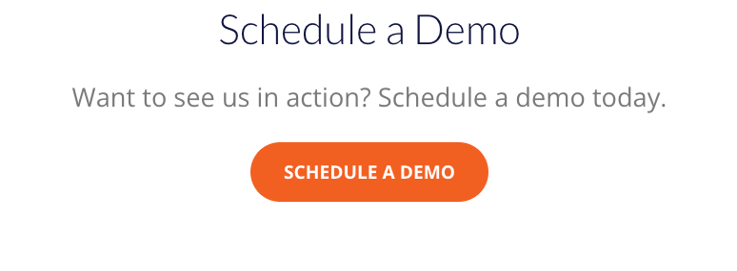 Schedule a Demo
Want to see us in action? Schedule a demo today.
SCHEDULE A DEMO